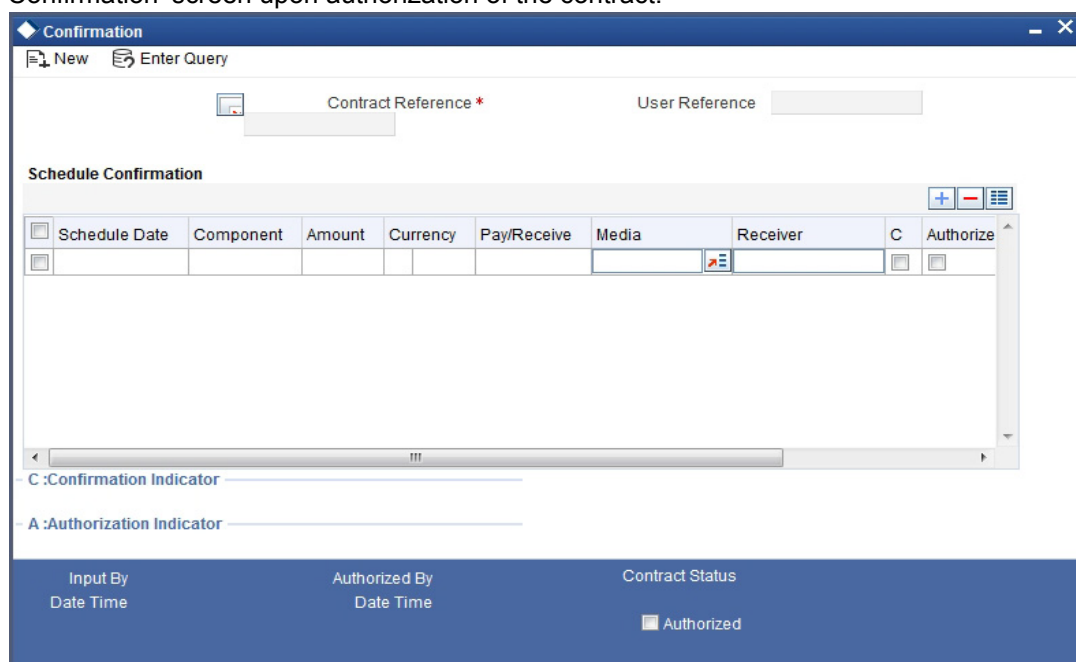 Confirmation screen upon authorization of the contract.
Confirmation
New Enter Query
Contract Reference * User Reference
Schedule Confirmation
Schedule Date Component Amount Currency Pay/Receive Media Receiver C Authorize
C :Confirmation Indicator
A :Authorization Indicator
Input By Authorized By Contract Status
Date Time Date Time
Authorized